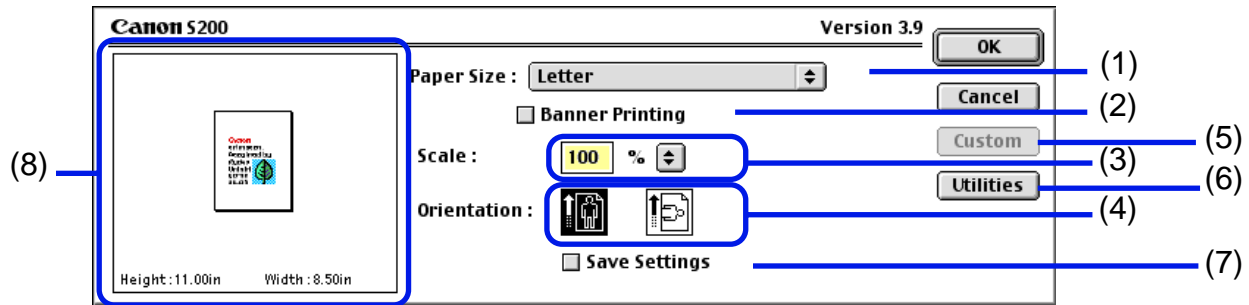 Canon S200
Version 3.9
OK
Paper Size : Letter
(1)
Cancel
Banner Printing
(2)
Custom
(5)
Canon
Scale : 100 %
(3)
(8)
Utilities
(6)
Orientation :
(4)
Save Settings
(7)
Height:11.00in Width:8.50in